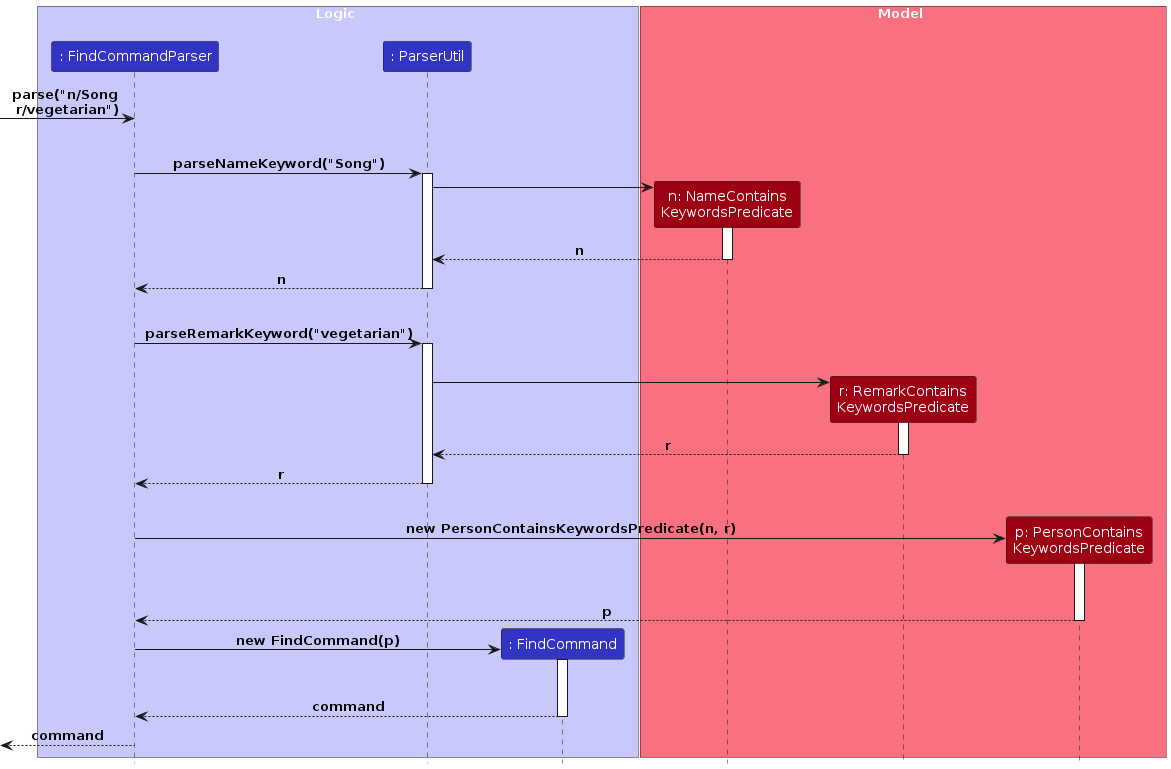 Logic
Model
: FindCommandParser
: ParserUtil
parse("n/Song
r/vegetarian")
parseNameKeyword("Song")
n: NameContains
KeywordsPredicate
n
n
parseRemarkKeyword("vegetarian")
r: RemarkContains
KeywordsPredicate
r
r
new PersonContainsKeywordsPredicate(n, r)
p: PersonContains
KeywordsPredicate
p
new FindCommand(p)
: FindCommand
command
command